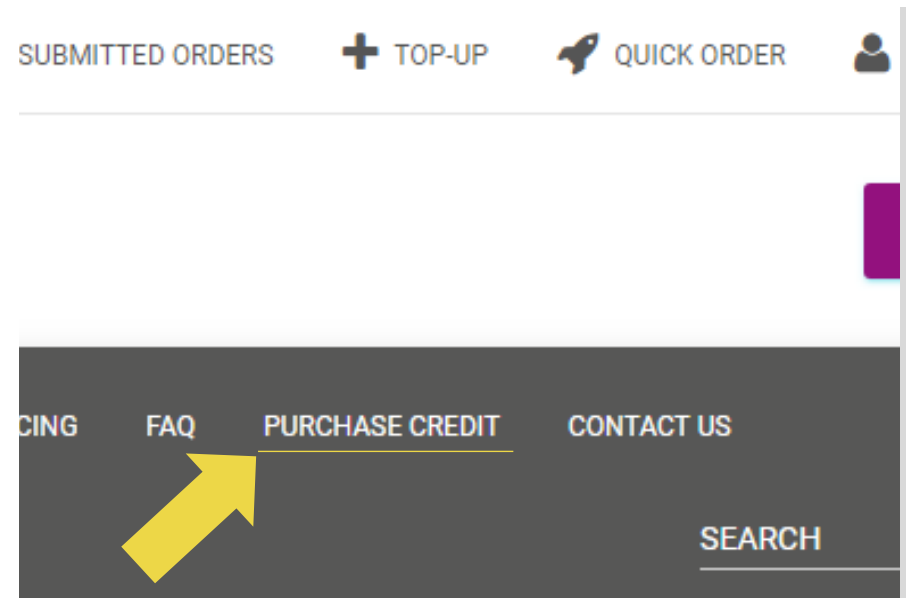 SUBMITTED ORDERS TOP-UP QUICK ORDER
CING FAQ PURCHASE CREDIT CONTACT US
SEARCH